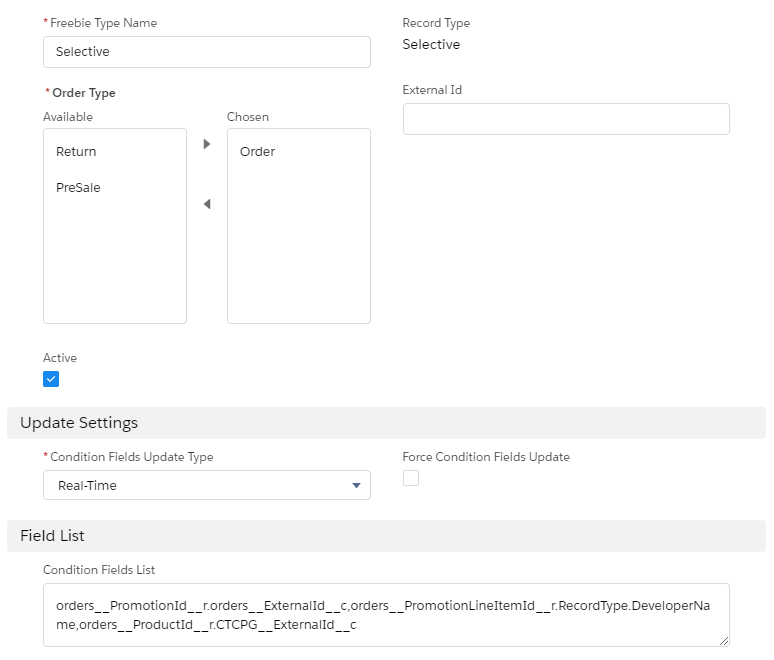 * Freebie Type Name
Selective
Record Type
Selective
* Order Type
Available
Return
PreSale
Chosen
Order
External Id
Active
Update Settings
* Condition Fields Update Type
Real-Time
Force Condition Fields Update
Field List
Condition Fields List
orders__PromotionId__r.orders__ExternalId__c,orders__PromotionLineItemId__r.RecordType.DeveloperNa
me,orders__ProductId__r.CTCPG__ExternalId__c